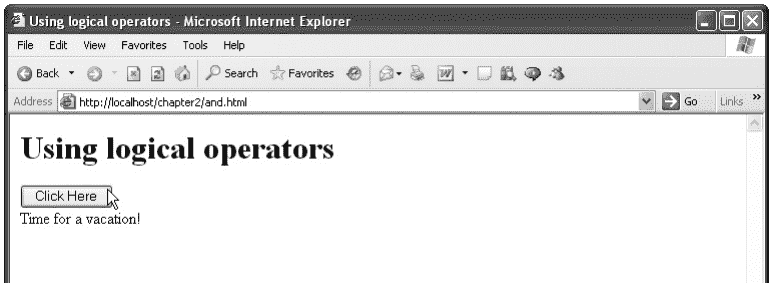 Using logical operators - Microsoft Internet Explorer
File Edit View Favorites Tools Help
Back Search Favorites
Address http://localhost/chapter2/and.html Go Links »
Using logical operators
Click Here
Time for a vacation!